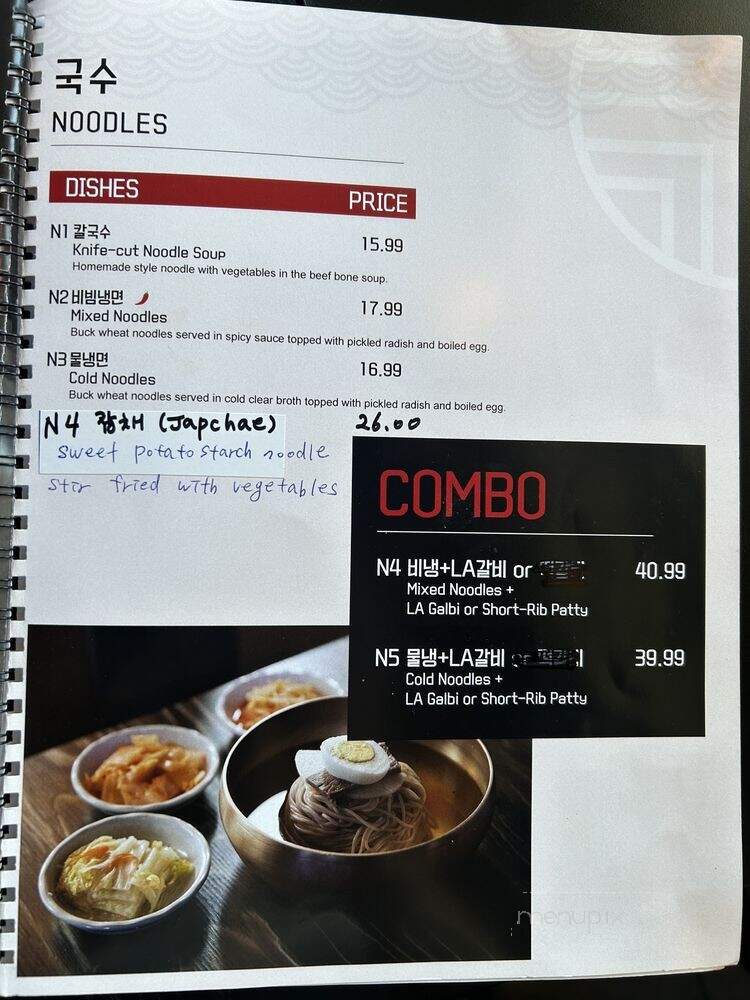 국수
NOODLES
DISHES PRICE
N1 칼국수 15.99
Knife-cut Noodle Soup
Homemade style noodle with vegetables in the beef bone soup.
N2 비빔냉면 17.99
Mixed Noodles
Buck wheat noodles served in spicy sauce topped with pickled radish and boiled egg.
N3 물냉면 16.99
Cold Noodles
Buck wheat noodles served in cold clear broth topped with pickled radish and boiled egg.
N4 잡채 (Japchae) 26.00
sweet potato starch noodle
stir fried with vegetables
COMBO
N4 비냉+LA갈비 or 40.99
Mixed Noodles +
LA Galbi or Short-Rib Patty
N5 물냉+LA갈비 or 39.99
Cold Noodles +
LA Galbi or Short-Rib Patty
menupix